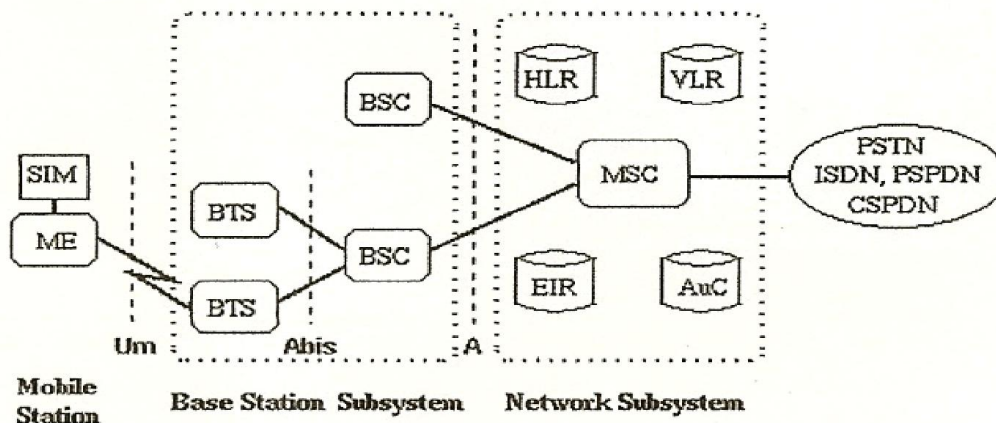 HLR
VLR
BSC
SIM
ME
BTS
BSC
MSC
PSTN
ISDN, PSPDN
CSPDN
BTS
EIR
AuC
Um
Abis
A
Mobile
Station
Base Station Subsystem
Network Subsystem